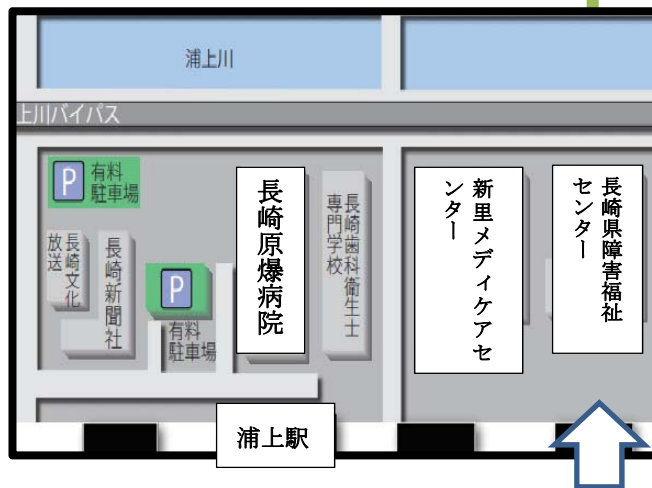 浦上川
上川バイパス
P
有料
駐車場
長崎文化
放送
長崎新聞社
P
有料
駐車場
長崎原爆病院
長崎歯科衛生士
専門学校
新里メディケアセ
ンター
長崎県障害福祉
センター
浦上駅